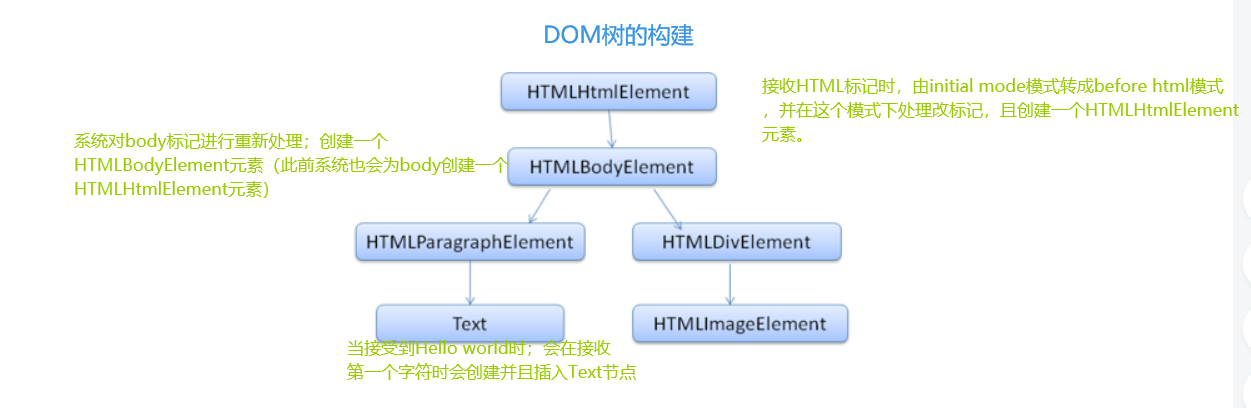 DOM树的构建
HTMLHtmlElement
接收HTML标记时，由initial mode模式转成before html模式
，并在这个模式下处理改标记，且创建一个HTMLHtmlElement
元素。
系统对body标记进行重新处理；创建一个
HTMLBodyElement元素（此前系统也会为body创建一个
HTMLHtmlElement元素）
HTMLBodyElement
HTMLParagraphElement
HTMLDivElement
Text
HTMLImageElement
当接受到Hello world时；会在接收
第一个字符时会创建并且插入Text节点